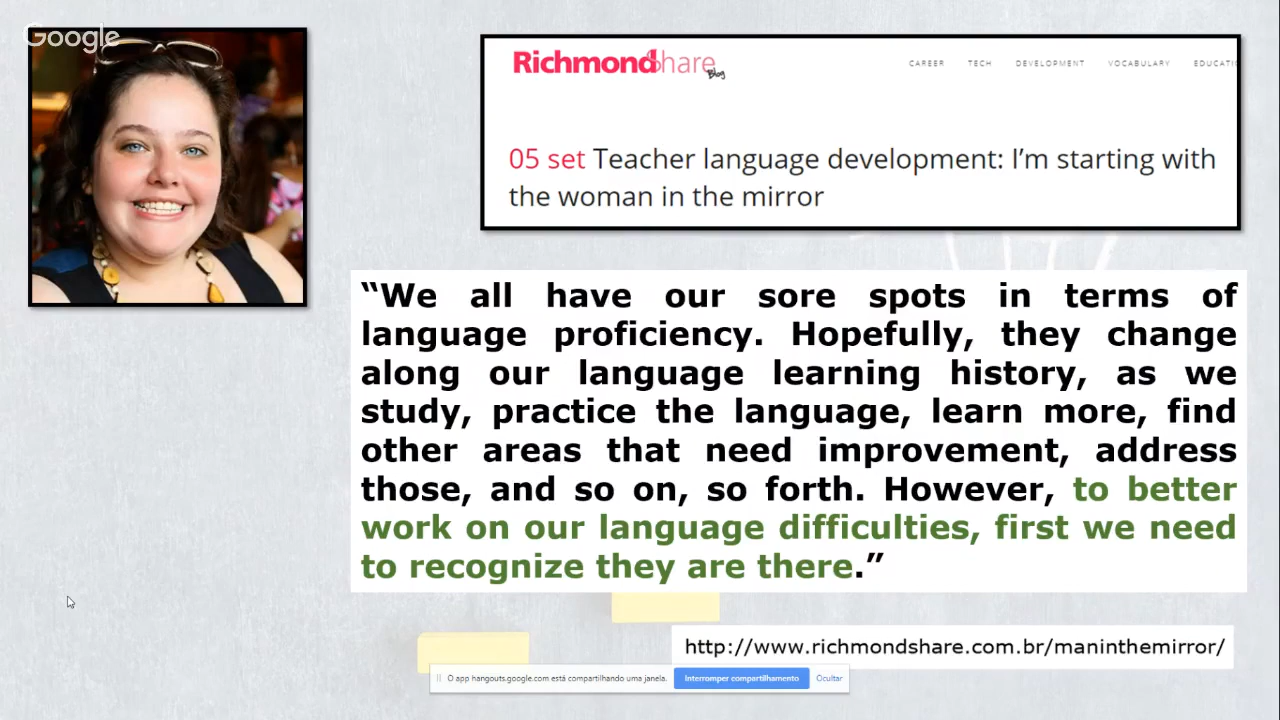 Google
Richmondshare
Blog
CAREER TECH DEVELOPMENT VOCABULARY EDUCATI
05 set Teacher language development: I’m starting with
the woman in the mirror
“We all have our sore spots in terms of
language proficiency. Hopefully, they change
along our language learning history, as we
study, practice the language, learn more, find
other areas that need improvement, address
those, and so on, so forth. However, to better
work on our language difficulties, first we need
to recognize they are there.”
http://www.richmondshare.com.br/maninthemirror/
O app hangouts.google.com está compartilhando uma janela. Interromper compartilhamento Ocultar